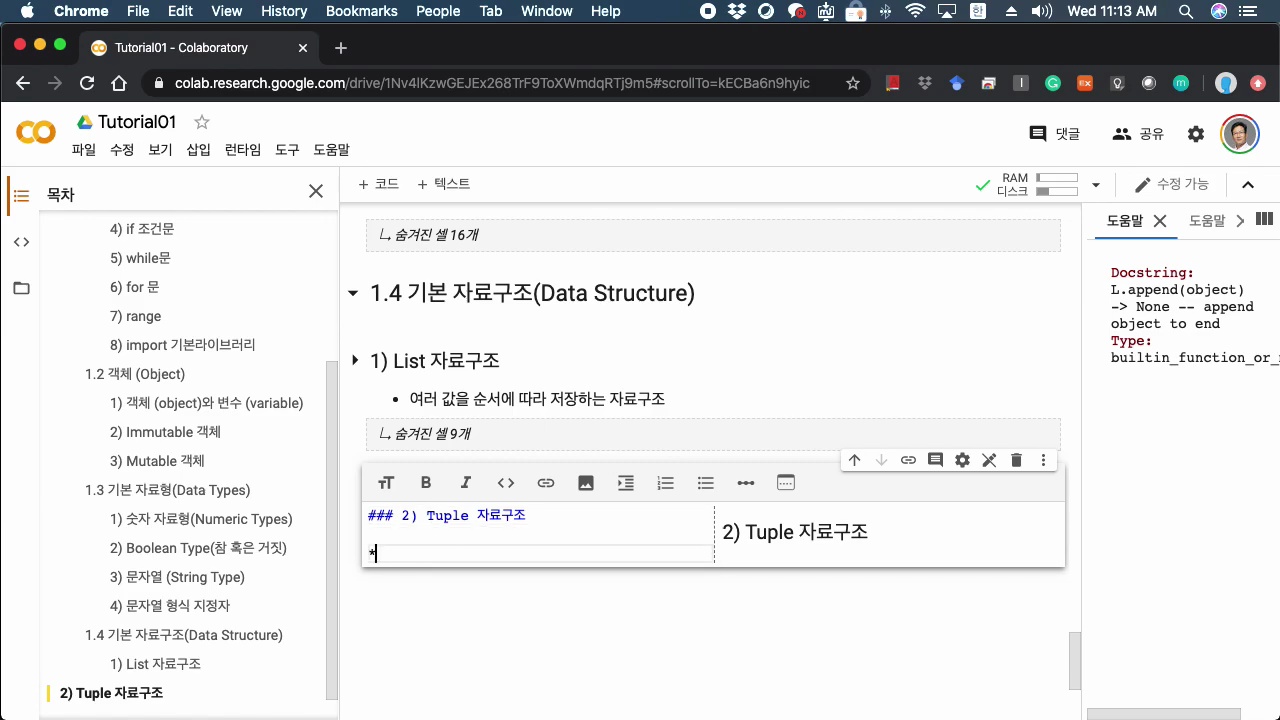 Chrome File Edit View History Bookmarks People Tab Window Help 한 Wed 11:13 AM
Tutorial01 - Colaboratory
colab.research.google.com/drive/1Nv4lKzwGEJEx268TrF9ToXWmdqRTj9m5#scrollTo=kECBa6n9hyic
Tutorial01
댓글 공유
파일 수정 보기 삽입 런타임 도구 도움말
목차
+ 코드 + 텍스트
RAM
디스크
수정 가능
도움말
도움말
4) if 조건문
5) while문
6) for 문
7) range
8) import 기본라이브러리
1.2 객체 (Object)
1) 객체 (object)와 변수 (variable)
2) Immutable 객체
3) Mutable 객체
1.3 기본 자료형(Data Types)
1) 숫자 자료형(Numeric Types)
2) Boolean Type(참 혹은 거짓)
3) 문자열 (String Type)
4) 문자열 형식 지정자
1.4 기본 자료구조(Data Structure)
1) List 자료구조
2) Tuple 자료구조
숨겨진 셀 16개
1.4 기본 자료구조(Data Structure)
1) List 자료구조
• 여러 값을 순서에 따라 저장하는 자료구조
숨겨진 셀 9개
### 2) Tuple 자료구조
*
2) Tuple 자료구조
Docstring:
L.append(object)
-> None -- append
object to end
Type:
builtin_function_or_